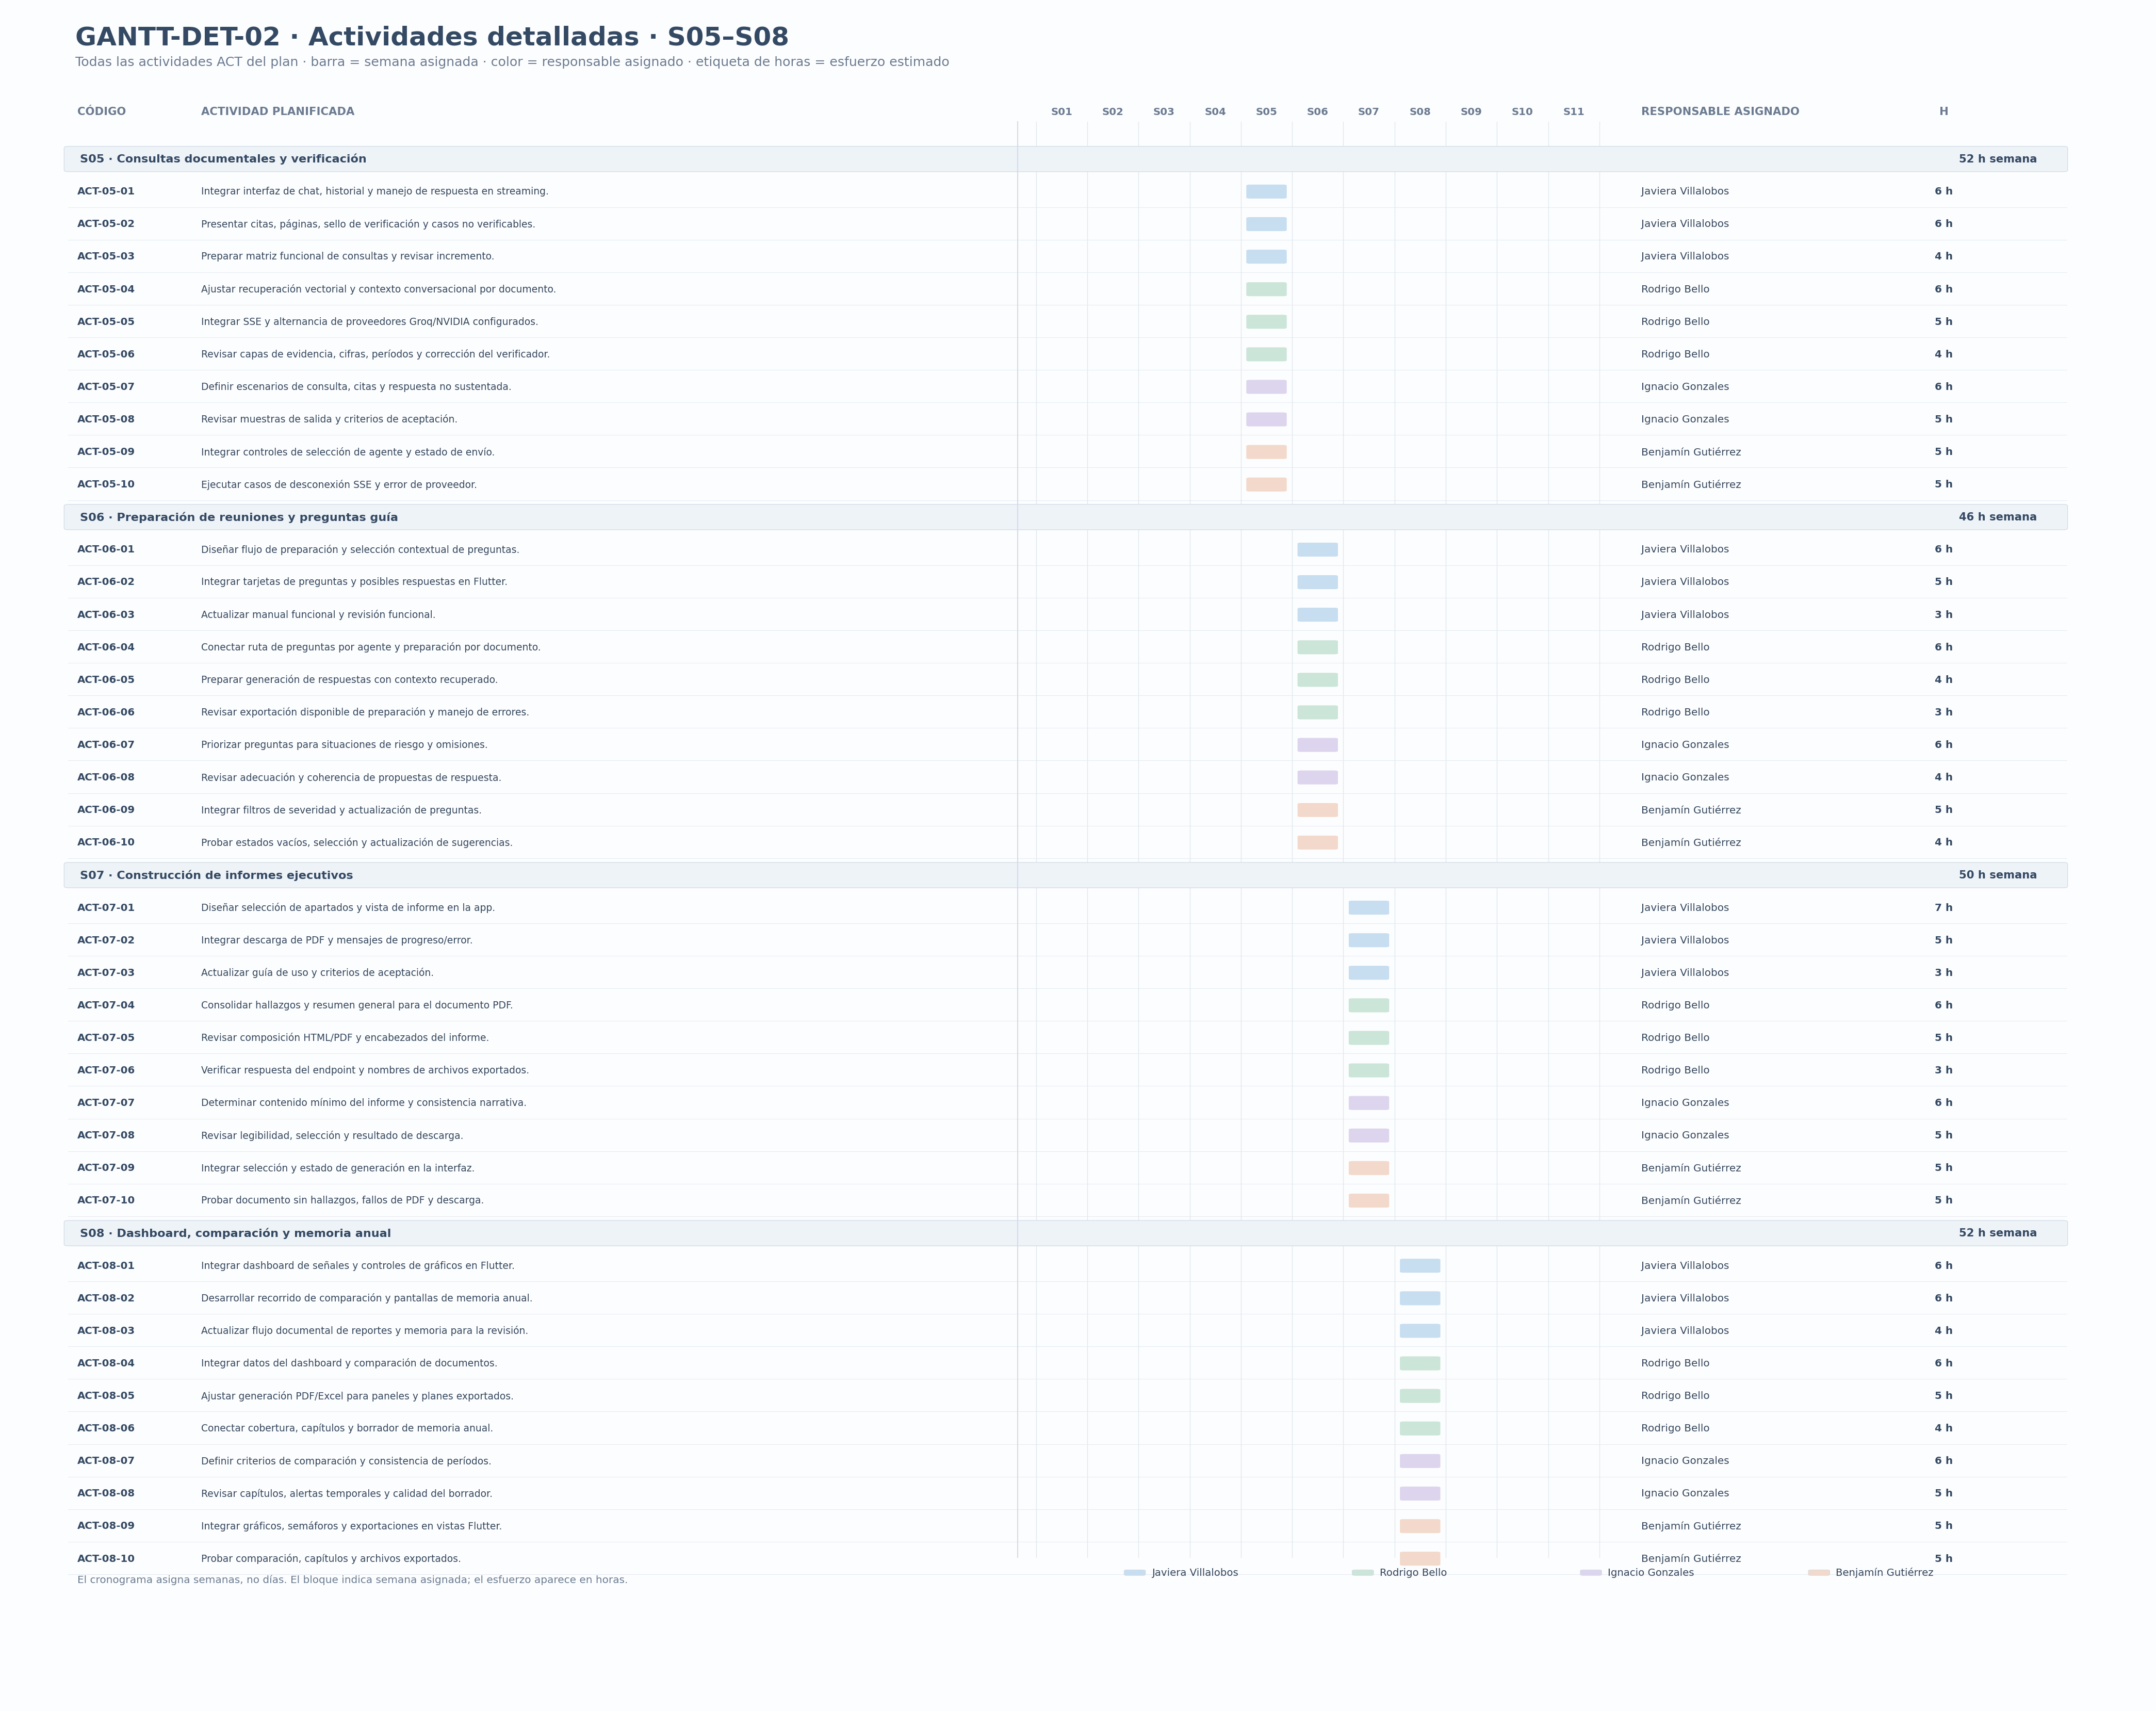 GANTT-DET-02 · Actividades detalladas · S05–S08
Todas las actividades ACT del plan · barra = semana asignada · color = responsable asignado · etiqueta de horas = esfuerzo estimado
CÓDIGO ACTIVIDAD PLANIFICADA S01 S02 S03 S04 S05 S06 S07 S08 S09 S10 S11 RESPONSABLE ASIGNADO H
S05 · Consultas documentales y verificación 52 h semana
ACT-05-01 Integrar interfaz de chat, historial y manejo de respuesta en streaming. Javiera Villalobos 6 h
ACT-05-02 Presentar citas, páginas, sello de verificación y casos no verificables. Javiera Villalobos 6 h
ACT-05-03 Preparar matriz funcional de consultas y revisar incremento. Javiera Villalobos 4 h
ACT-05-04 Ajustar recuperación vectorial y contexto conversacional por documento. Rodrigo Bello 6 h
ACT-05-05 Integrar SSE y alternancia de proveedores Groq/NVIDIA configurados. Rodrigo Bello 5 h
ACT-05-06 Revisar capas de evidencia, cifras, períodos y corrección del verificador. Rodrigo Bello 4 h
ACT-05-07 Definir escenarios de consulta, citas y respuesta no sustentada. Ignacio Gonzales 6 h
ACT-05-08 Revisar muestras de salida y criterios de aceptación. Ignacio Gonzales 5 h
ACT-05-09 Integrar controles de selección de agente y estado de envío. Benjamín Gutiérrez 5 h
ACT-05-10 Ejecutar casos de desconexión SSE y error de proveedor. Benjamín Gutiérrez 5 h
S06 · Preparación de reuniones y preguntas guía 46 h semana
ACT-06-01 Diseñar flujo de preparación y selección contextual de preguntas. Javiera Villalobos 6 h
ACT-06-02 Integrar tarjetas de preguntas y posibles respuestas en Flutter. Javiera Villalobos 5 h
ACT-06-03 Actualizar manual funcional y revisión funcional. Javiera Villalobos 3 h
ACT-06-04 Conectar ruta de preguntas por agente y preparación por documento. Rodrigo Bello 6 h
ACT-06-05 Preparar generación de respuestas con contexto recuperado. Rodrigo Bello 4 h
ACT-06-06 Revisar exportación disponible de preparación y manejo de errores. Rodrigo Bello 3 h
ACT-06-07 Priorizar preguntas para situaciones de riesgo y omisiones. Ignacio Gonzales 6 h
ACT-06-08 Revisar adecuación y coherencia de propuestas de respuesta. Ignacio Gonzales 4 h
ACT-06-09 Integrar filtros de severidad y actualización de preguntas. Benjamín Gutiérrez 5 h
ACT-06-10 Probar estados vacíos, selección y actualización de sugerencias. Benjamín Gutiérrez 4 h
S07 · Construcción de informes ejecutivos 50 h semana
ACT-07-01 Diseñar selección de apartados y vista de informe en la app. Javiera Villalobos 7 h
ACT-07-02 Integrar descarga de PDF y mensajes de progreso/error. Javiera Villalobos 5 h
ACT-07-03 Actualizar guía de uso y criterios de aceptación. Javiera Villalobos 3 h
ACT-07-04 Consolidar hallazgos y resumen general para el documento PDF. Rodrigo Bello 6 h
ACT-07-05 Revisar composición HTML/PDF y encabezados del informe. Rodrigo Bello 5 h
ACT-07-06 Verificar respuesta del endpoint y nombres de archivos exportados. Rodrigo Bello 3 h
ACT-07-07 Determinar contenido mínimo del informe y consistencia narrativa. Ignacio Gonzales 6 h
ACT-07-08 Revisar legibilidad, selección y resultado de descarga. Ignacio Gonzales 5 h
ACT-07-09 Integrar selección y estado de generación en la interfaz. Benjamín Gutiérrez 5 h
ACT-07-10 Probar documento sin hallazgos, fallos de PDF y descarga. Benjamín Gutiérrez 5 h
S08 · Dashboard, comparación y memoria anual 52 h semana
ACT-08-01 Integrar dashboard de señales y controles de gráficos en Flutter. Javiera Villalobos 6 h
ACT-08-02 Desarrollar recorrido de comparación y pantallas de memoria anual. Javiera Villalobos 6 h
ACT-08-03 Actualizar flujo documental de reportes y memoria para la revisión. Javiera Villalobos 4 h
ACT-08-04 Integrar datos del dashboard y comparación de documentos. Rodrigo Bello 6 h
ACT-08-05 Ajustar generación PDF/Excel para paneles y planes exportados. Rodrigo Bello 5 h
ACT-08-06 Conectar cobertura, capítulos y borrador de memoria anual. Rodrigo Bello 4 h
ACT-08-07 Definir criterios de comparación y consistencia de períodos. Ignacio Gonzales 6 h
ACT-08-08 Revisar capítulos, alertas temporales y calidad del borrador. Ignacio Gonzales 5 h
ACT-08-09 Integrar gráficos, semáforos y exportaciones en vistas Flutter. Benjamín Gutiérrez 5 h
ACT-08-10 Probar comparación, capítulos y archivos exportados. Benjamín Gutiérrez 5 h
Javiera Villalobos Rodrigo Bello Ignacio Gonzales Benjamín Gutiérrez
El cronograma asigna semanas, no días. El bloque indica semana asignada; el esfuerzo aparece en horas.